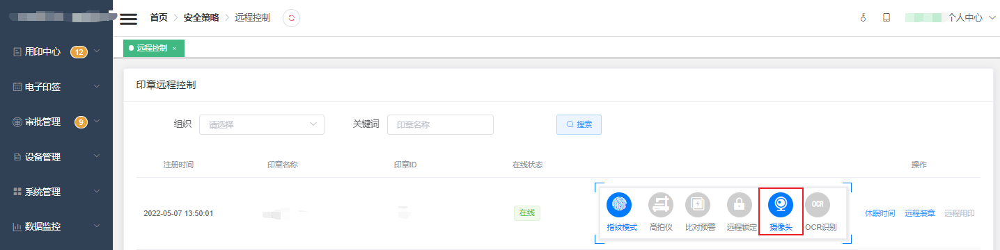 首页 > 安全策略 > 远程控制
个人中心
用印中心 12
电子印签
审批管理 9
设备管理
系统管理
数据监控
远程控制 ×
印章远程控制
组织 请选择 关键词 印章名称 搜索
注册时间 印章名称 印章ID 在线状态 操作
2022-05-07 13:50:01 在线
OCR
指纹模式 高拍仪 比对预警 远程锁定 摄像头 OCR识别
休眠时间 远程装章 远程用印